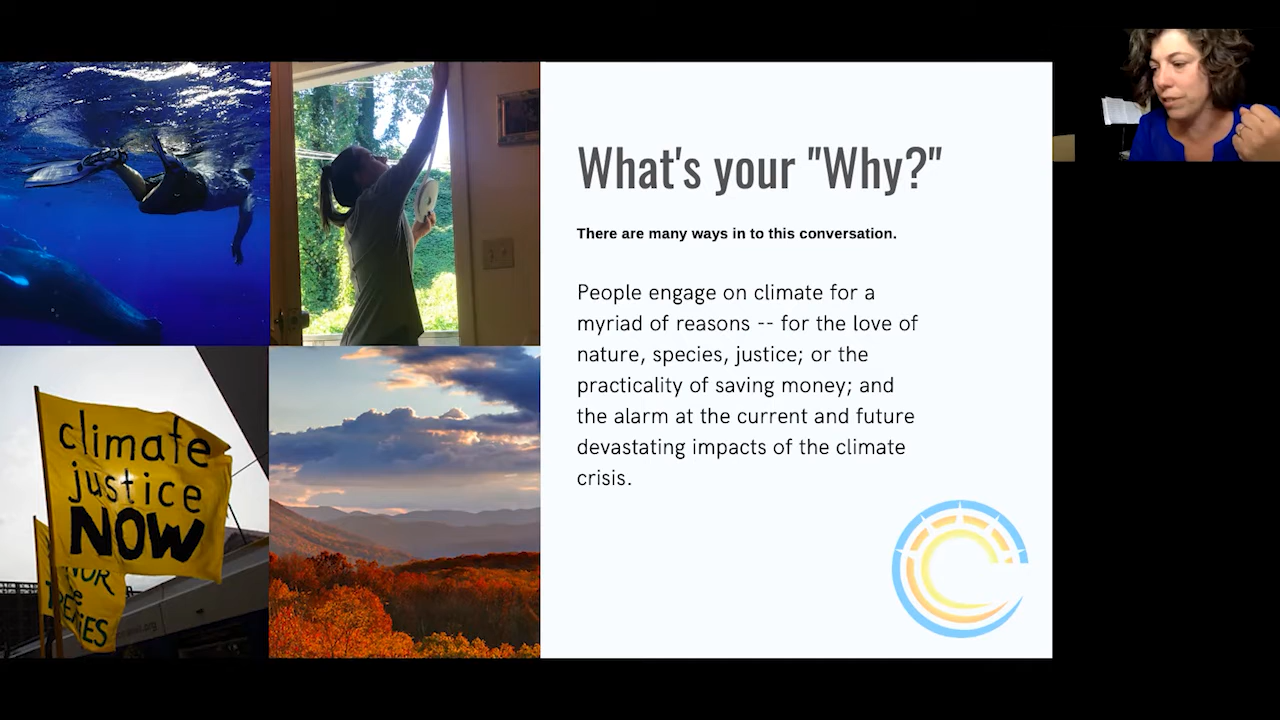 What's your "Why?"
There are many ways in to this conversation.
People engage on climate for a
myriad of reasons -- for the love of
nature, species, justice; or the
practicality of saving money; and
the alarm at the current and future
devastating impacts of the climate
crisis.
climate
justice
NOW
TREATIES